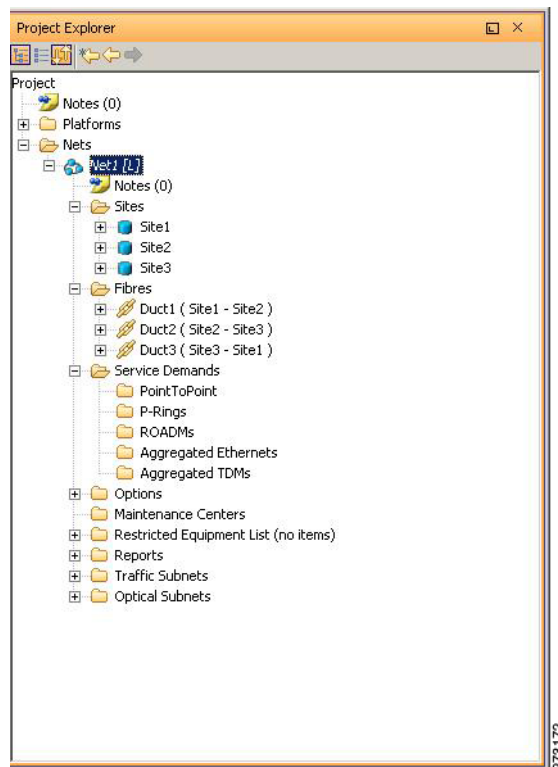 Project Explorer
Project
Notes (0)
Platforms
Nets
Net1 [L]
Notes (0)
Sites
Site1
Site2
Site3
Fibres
Duct1 ( Site1 - Site2 )
Duct2 ( Site2 - Site3 )
Duct3 ( Site3 - Site1 )
Service Demands
PointToPoint
P-Rings
ROADMs
Aggregated Ethernets
Aggregated TDMs
Options
Maintenance Centers
Restricted Equipment List (no items)
Reports
Traffic Subnets
Optical Subnets